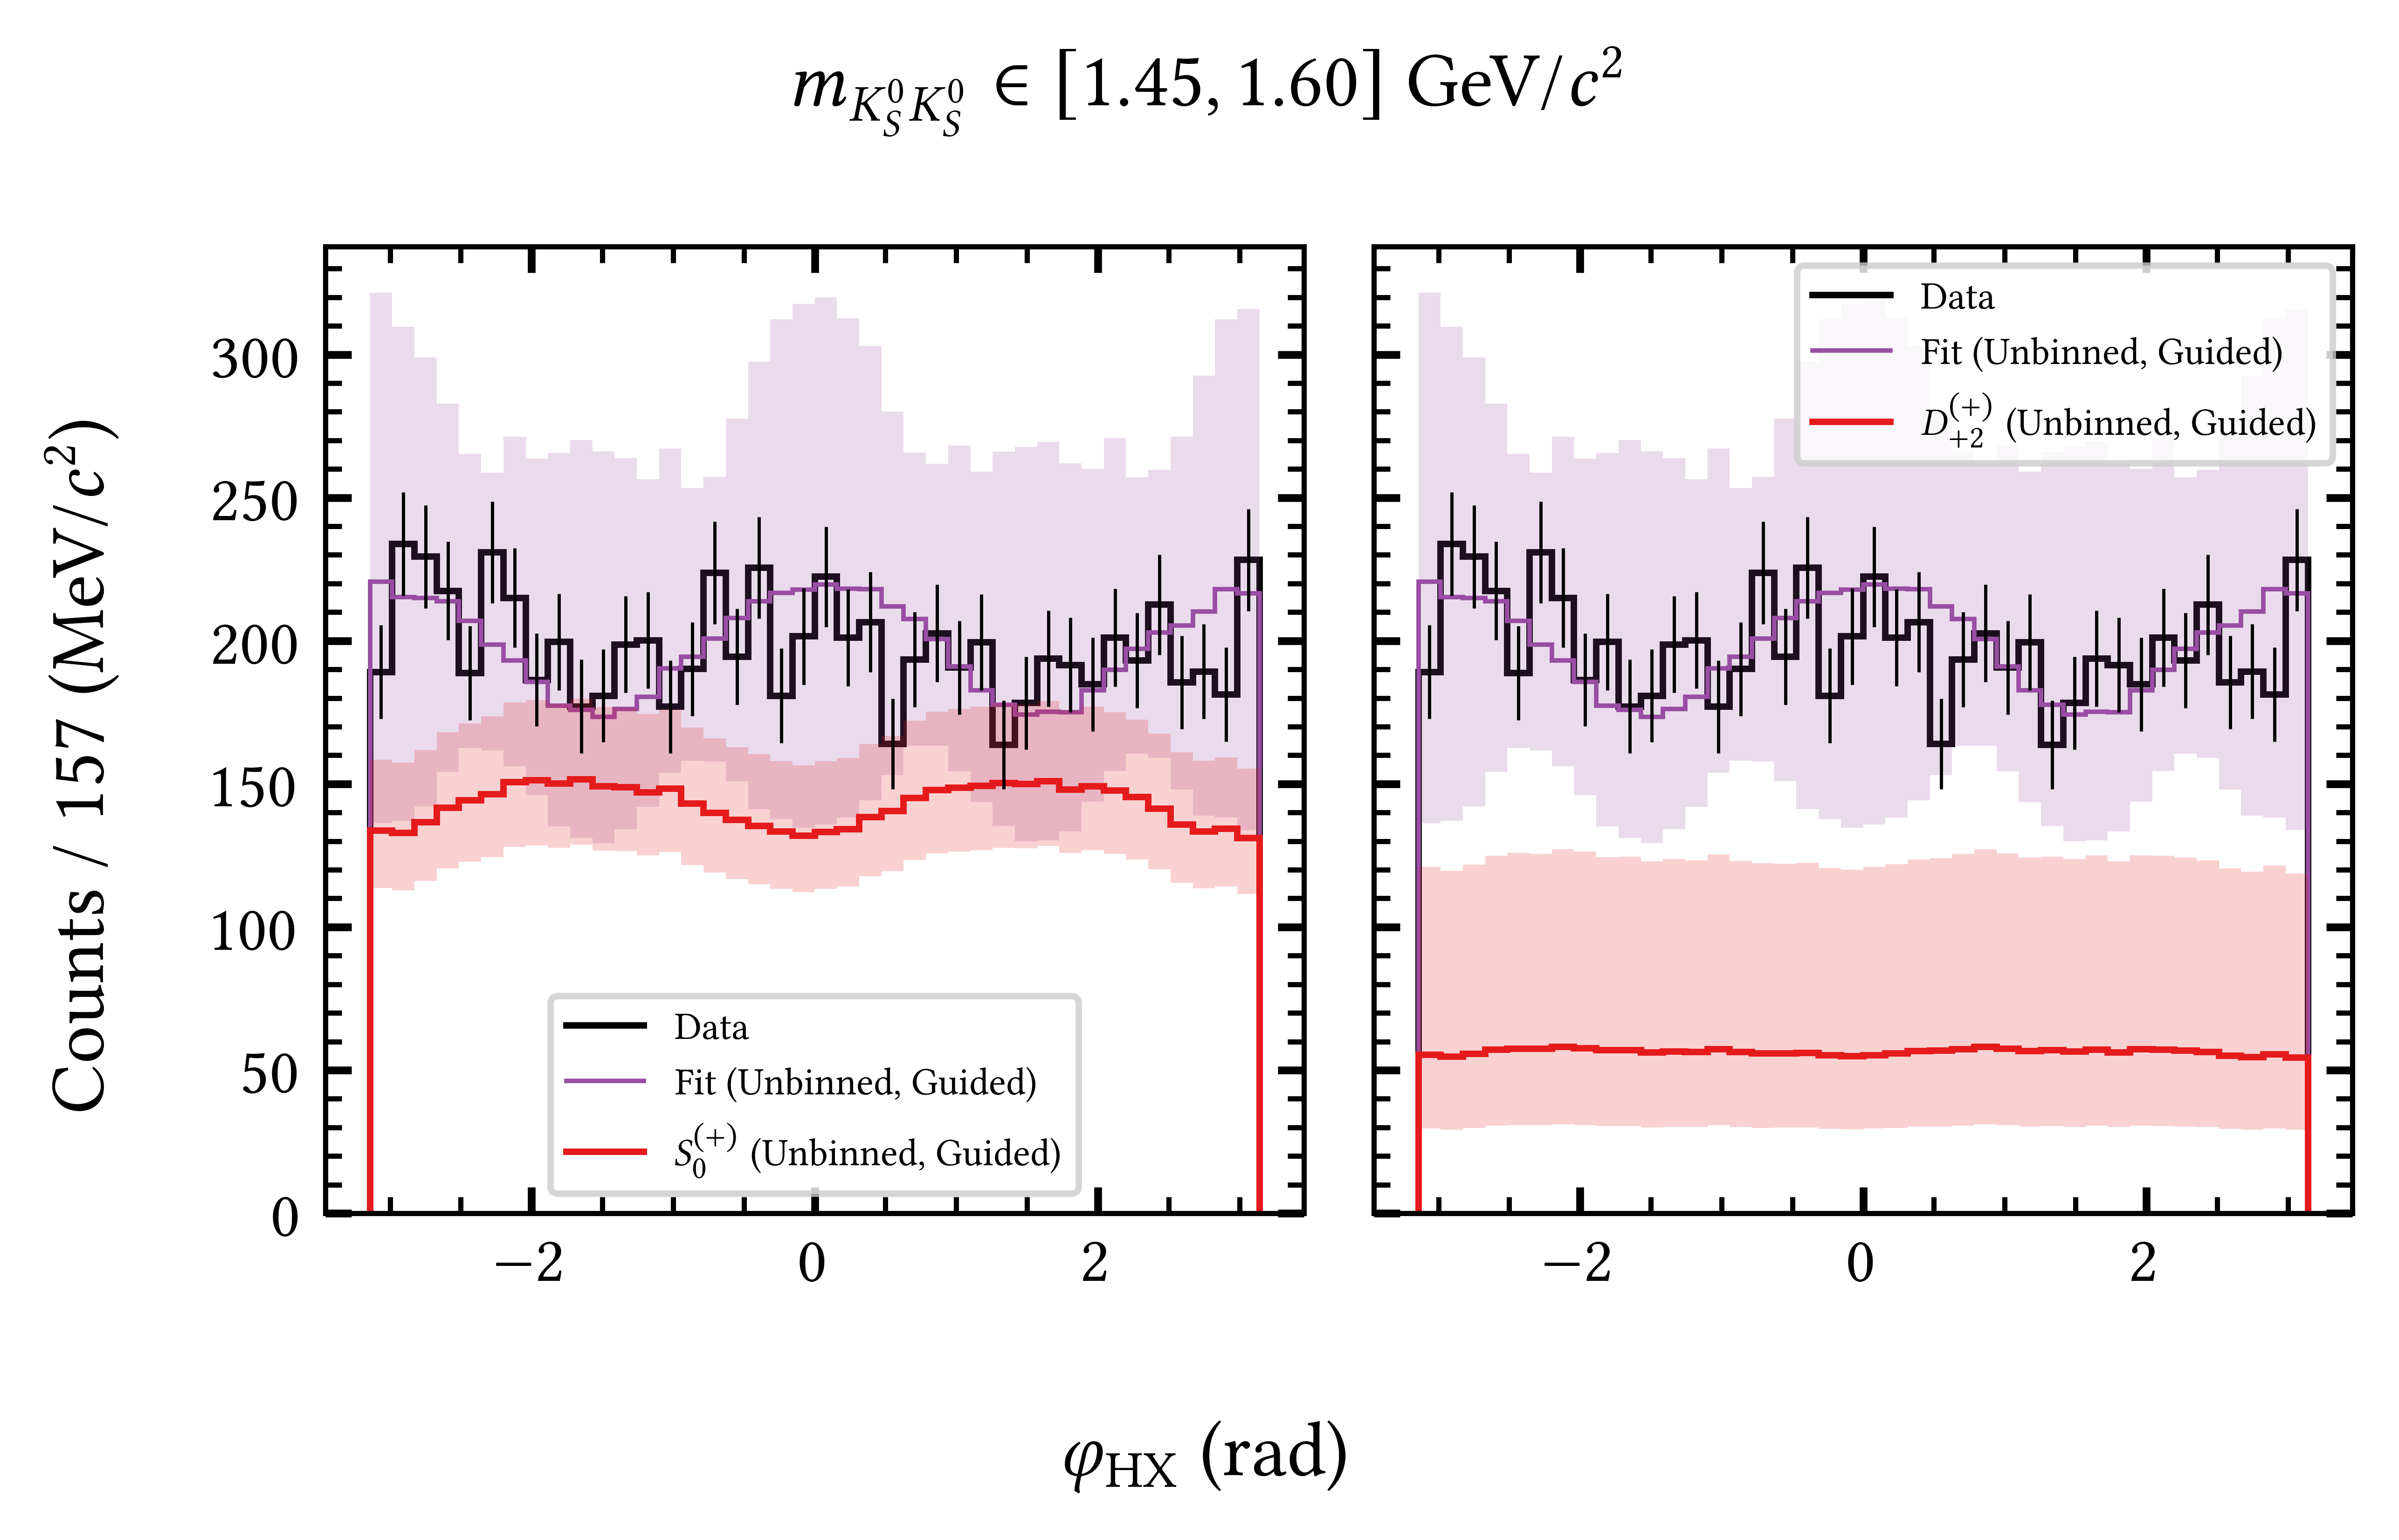 m_{K_S^0 K_S^0} ∈ [1.45, 1.60] GeV/c²
Counts / 157 (MeV/c²)
300
250
200
150
100
50
0
Data
Fit (Unbinned, Guided)
S_0^{(+)} (Unbinned, Guided)
−2
0
2
Data
Fit (Unbinned, Guided)
D_{+2}^{(+)} (Unbinned, Guided)
−2
0
2
φ_{HX} (rad)